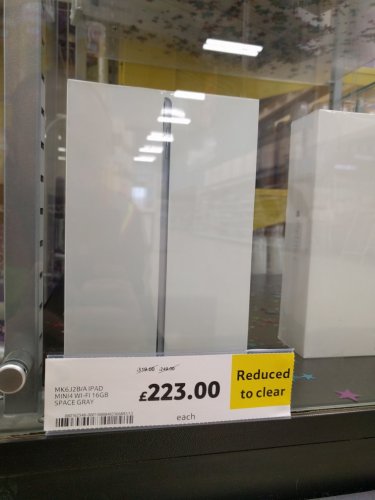 MK6J2B/A IPAD
MINI4 WI-FI 16GB
SPACE GRAY
£223.00
each
Reduced
to clear